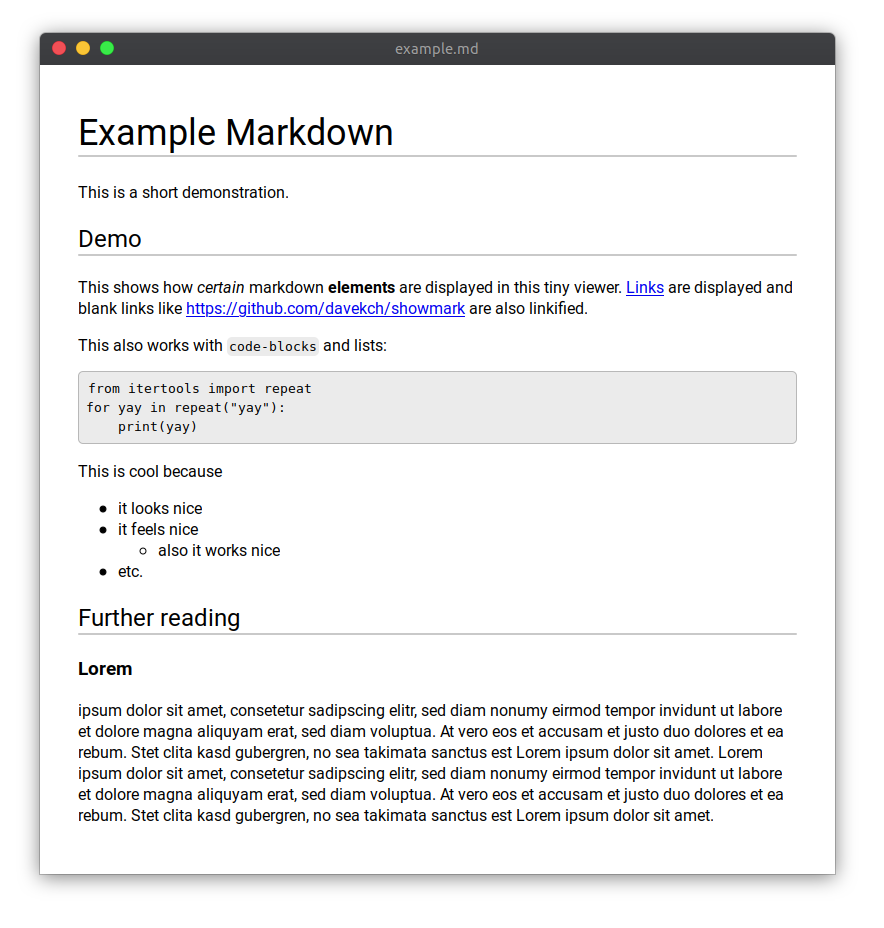 example.md
Example Markdown
This is a short demonstration.
Demo
This shows how certain markdown elements are displayed in this tiny viewer. Links are displayed and
blank links like https://github.com/davekch/showmark are also linkified.
This also works with code-blocks and lists:
from itertools import repeat
for yay in repeat("yay"):
    print(yay)
This is cool because
it looks nice
it feels nice
also it works nice
etc.
Further reading
Lorem
ipsum dolor sit amet, consetetur sadipscing elitr, sed diam nonumy eirmod tempor invidunt ut labore
et dolore magna aliquyam erat, sed diam voluptua. At vero eos et accusam et justo duo dolores et ea
rebum. Stet clita kasd gubergren, no sea takimata sanctus est Lorem ipsum dolor sit amet. Lorem
ipsum dolor sit amet, consetetur sadipscing elitr, sed diam nonumy eirmod tempor invidunt ut labore
et dolore magna aliquyam erat, sed diam voluptua. At vero eos et accusam et justo duo dolores et ea
rebum. Stet clita kasd gubergren, no sea takimata sanctus est Lorem ipsum dolor sit amet.